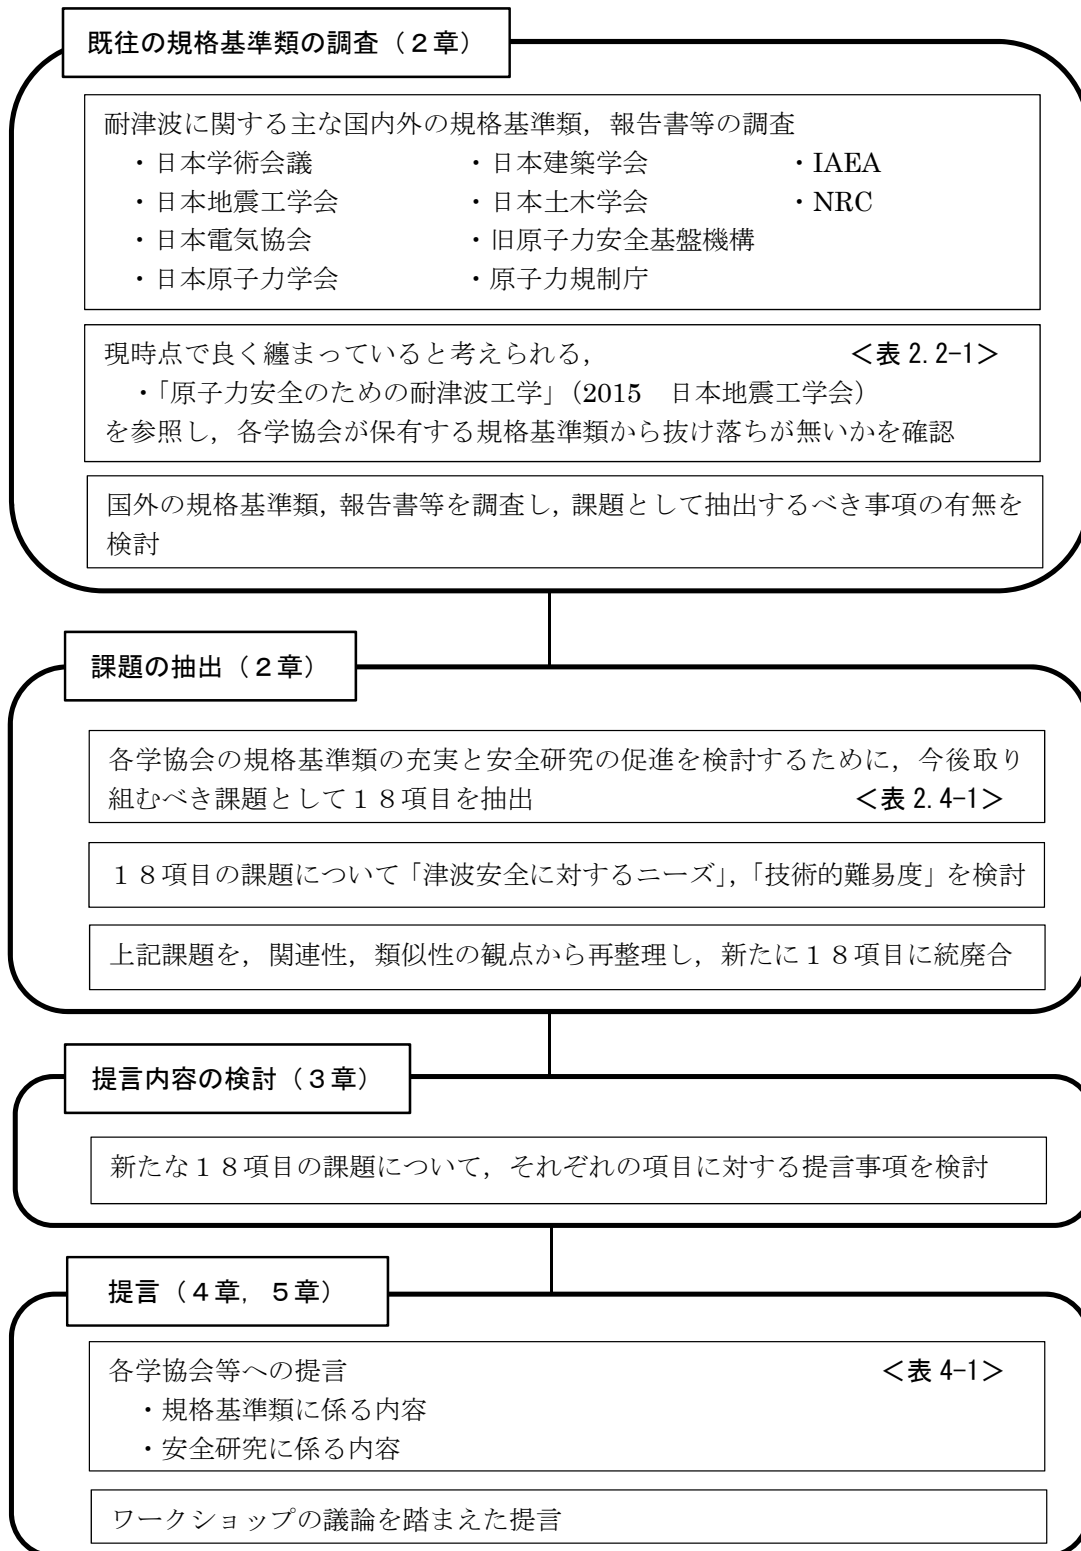 既往の規格基準類の調査(２章)
耐津波に関する主な国内外の規格基準類，報告書等の調査
・日本学術会議 ・日本建築学会 ・IAEA
・日本地震工学会 ・日本土木学会 ・NRC
・日本電気協会 ・旧原子力安全基盤機構
・日本原子力学会 ・原子力規制庁
現時点で良く纏まっていると考えられる， ＜表 2.2-1＞
・「原子力安全のための耐津波工学」(2015 日本地震工学会)
を参照し，各学協会が保有する規格基準類から抜け落ちが無いかを確認
国外の規格基準類，報告書等を調査し，課題として抽出するべき事項の有無を
検討
課題の抽出(２章)
各学協会の規格基準類の充実と安全研究の促進を検討するために，今後取り
組むべき課題として１８項目を抽出 ＜表 2.4-1＞
１８項目の課題について「津波安全に対するニーズ」，「技術的難易度」を検討
上記課題を，関連性，類似性の観点から再整理し，新たに１８項目に統廃合
提言内容の検討(３章)
新たな１８項目の課題について，それぞれの項目に対する提言事項を検討
提言(４章，５章)
各学協会等への提言 ＜表 4-1＞
・規格基準類に係る内容
・安全研究に係る内容
ワークショップの議論を踏まえた提言